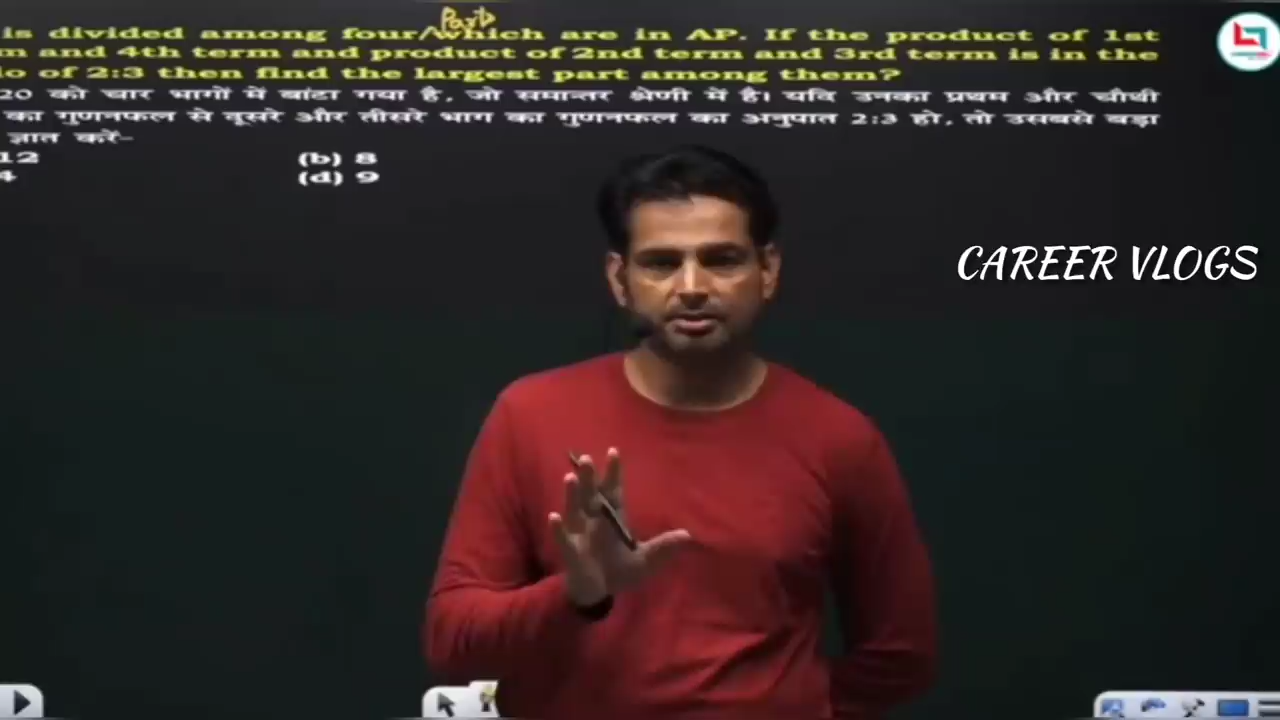 Part
is divided among four/which are in AP. If the product of 1st
m and 4th term and product of 2nd term and 3rd term is in the
io of 2:3 then find the largest part among them?
20 को चार भागों में बांटा गया है, जो समान्तर श्रेणी में है। यदि उनका प्रथम और चौथी
का गुणनफल से दूसरे और तीसरे भाग का गुणनफल का अनुपात 2:3 हो, तो उसबसे बड़ा
ज्ञात करें-
12 (b) 8
4 (d) 9
CAREER VLOGS